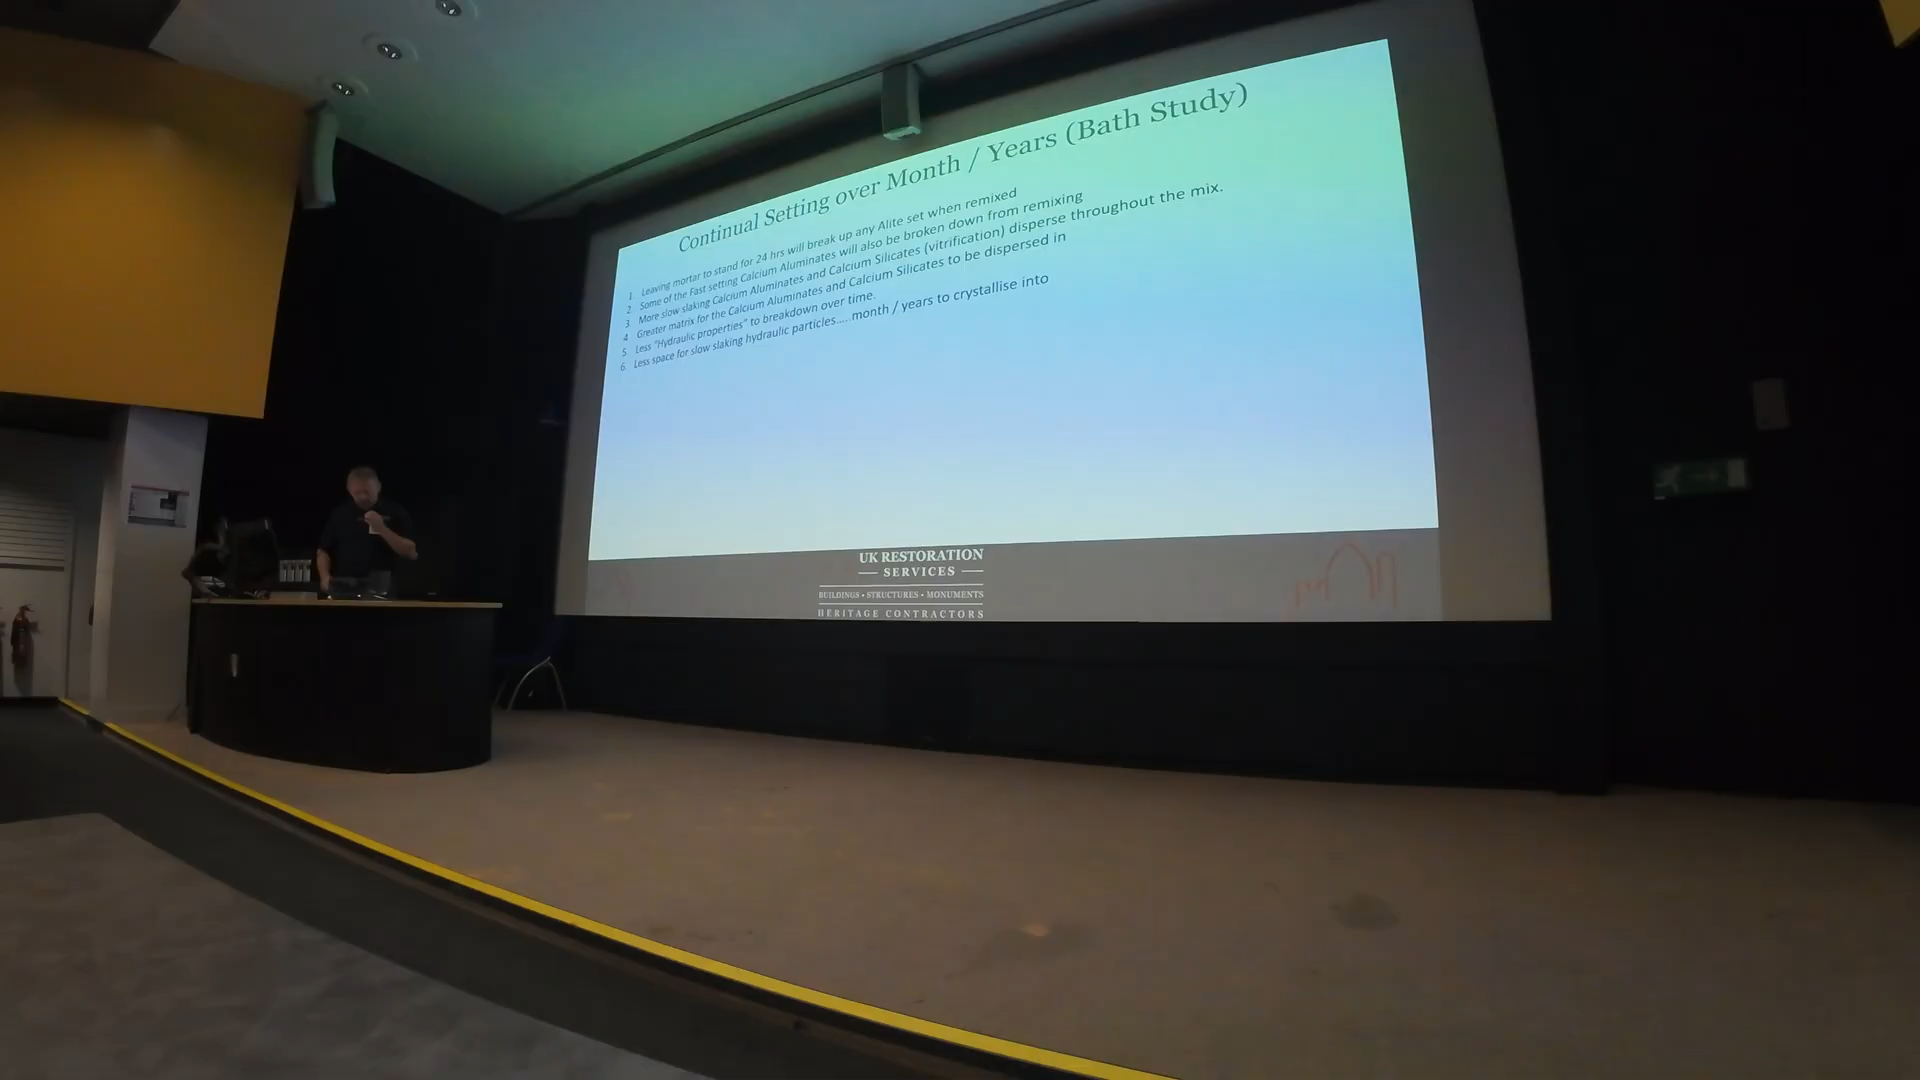 Continual Setting over Month / Years (Bath Study)
1. Leaving mortar to stand for 24 hrs will break up any Alite set when remixed
2. Some of the Fast setting Calcium Aluminates will also be broken down from remixing
3. More slow slaking Calcium Aluminates and Calcium Silicates (vitrification) disperse throughout the mix.
4. Greater matrix for the Calcium Aluminates and Calcium Silicates to be dispersed in
5. Less "Hydraulic properties" to breakdown over time.
6. Less space for slow slaking hydraulic particles.....month / years to crystallise into
UK RESTORATION
SERVICES
BUILDINGS • STRUCTURES • MONUMENTS
HERITAGE CONTRACTORS